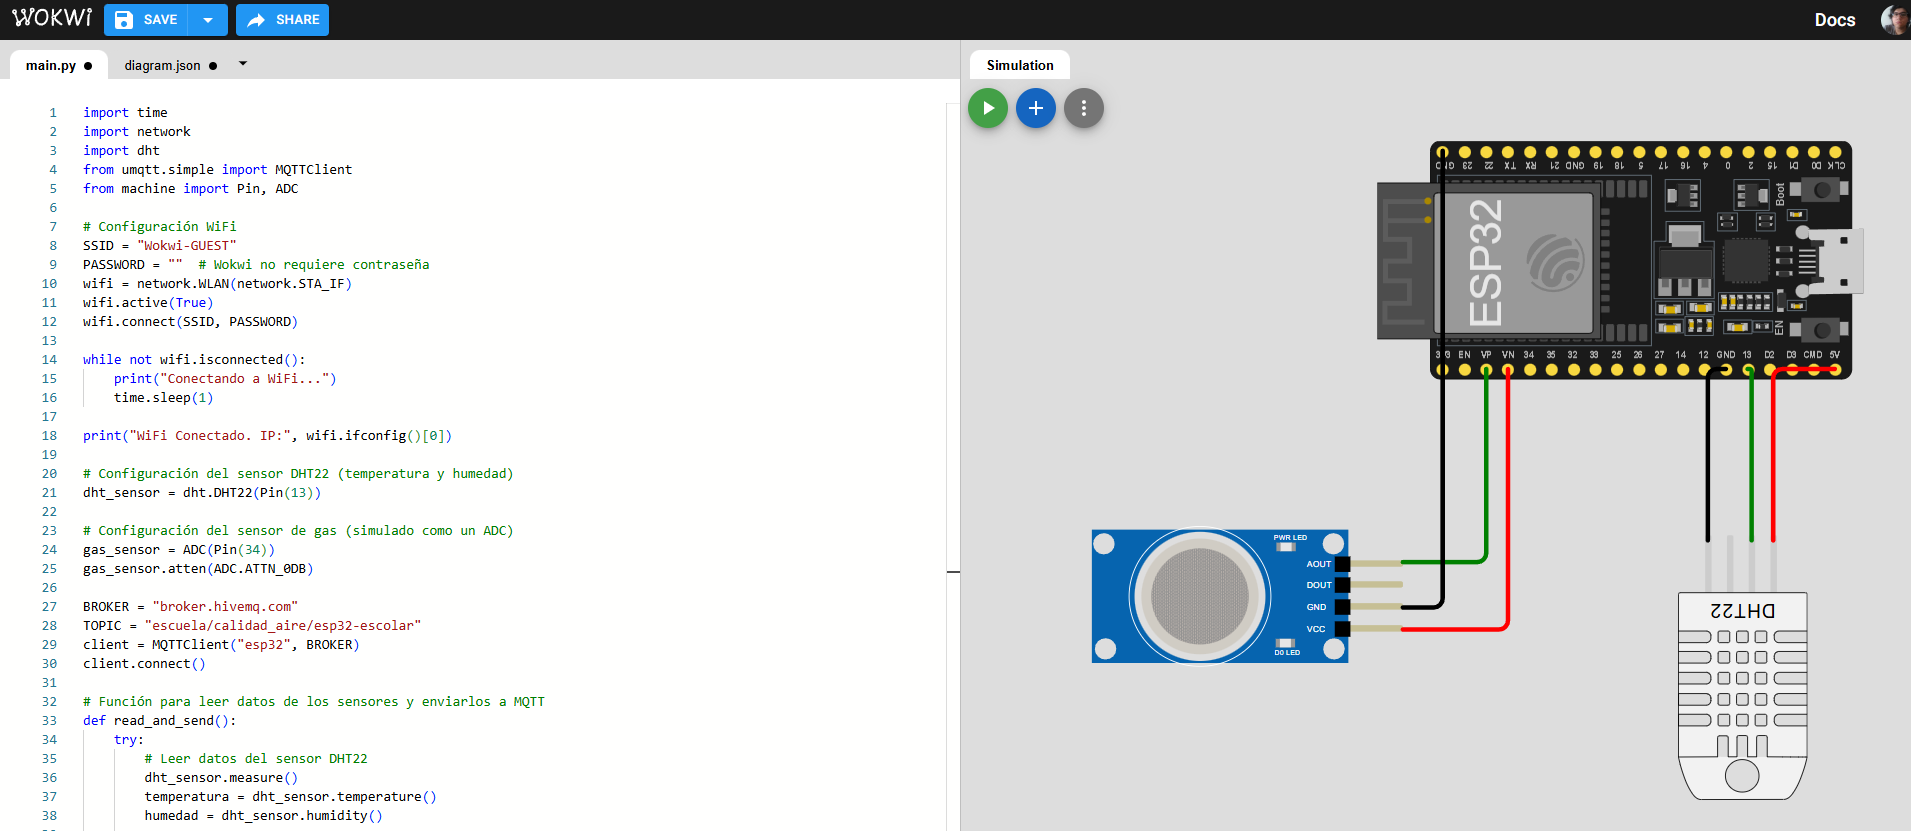 WOKWI
SAVE
SHARE
Docs
main.py
diagram.json
1 import time
2 import network
3 import dht
4 from umqtt.simple import MQTTClient
5 from machine import Pin, ADC
6
7 # Configuración WiFi
8 SSID = "Wokwi-GUEST"
9 PASSWORD = ""  # Wokwi no requiere contraseña
10 wifi = network.WLAN(network.STA_IF)
11 wifi.active(True)
12 wifi.connect(SSID, PASSWORD)
13
14 while not wifi.isconnected():
15     print("Conectando a WiFi...")
16     time.sleep(1)
17
18 print("WiFi Conectado. IP:", wifi.ifconfig()[0])
19
20 # Configuración del sensor DHT22 (temperatura y humedad)
21 dht_sensor = dht.DHT22(Pin(13))
22
23 # Configuración del sensor de gas (simulado como un ADC)
24 gas_sensor = ADC(Pin(34))
25 gas_sensor.atten(ADC.ATTN_0DB)
26
27 BROKER = "broker.hivemq.com"
28 TOPIC = "escuela/calidad_aire/esp32-escolar"
29 client = MQTTClient("esp32", BROKER)
30 client.connect()
31
32 # Función para leer datos de los sensores y enviarlos a MQTT
33 def read_and_send():
34     try:
35         # Leer datos del sensor DHT22
36         dht_sensor.measure()
37         temperatura = dht_sensor.temperature()
38         humedad = dht_sensor.humidity()
Simulation
GND 23 22 TX RX 21 GND 19 18 5 17 16 4 0 2 15 D1 D0 CLK
Boot
ESP32
EN
3V3 EN VP VN 34 35 32 33 25 26 27 14 12 GND 13 D2 D3 CMD 5V
PWR LED
AOUT
DOUT
GND
VCC
D0 LED
DHT22